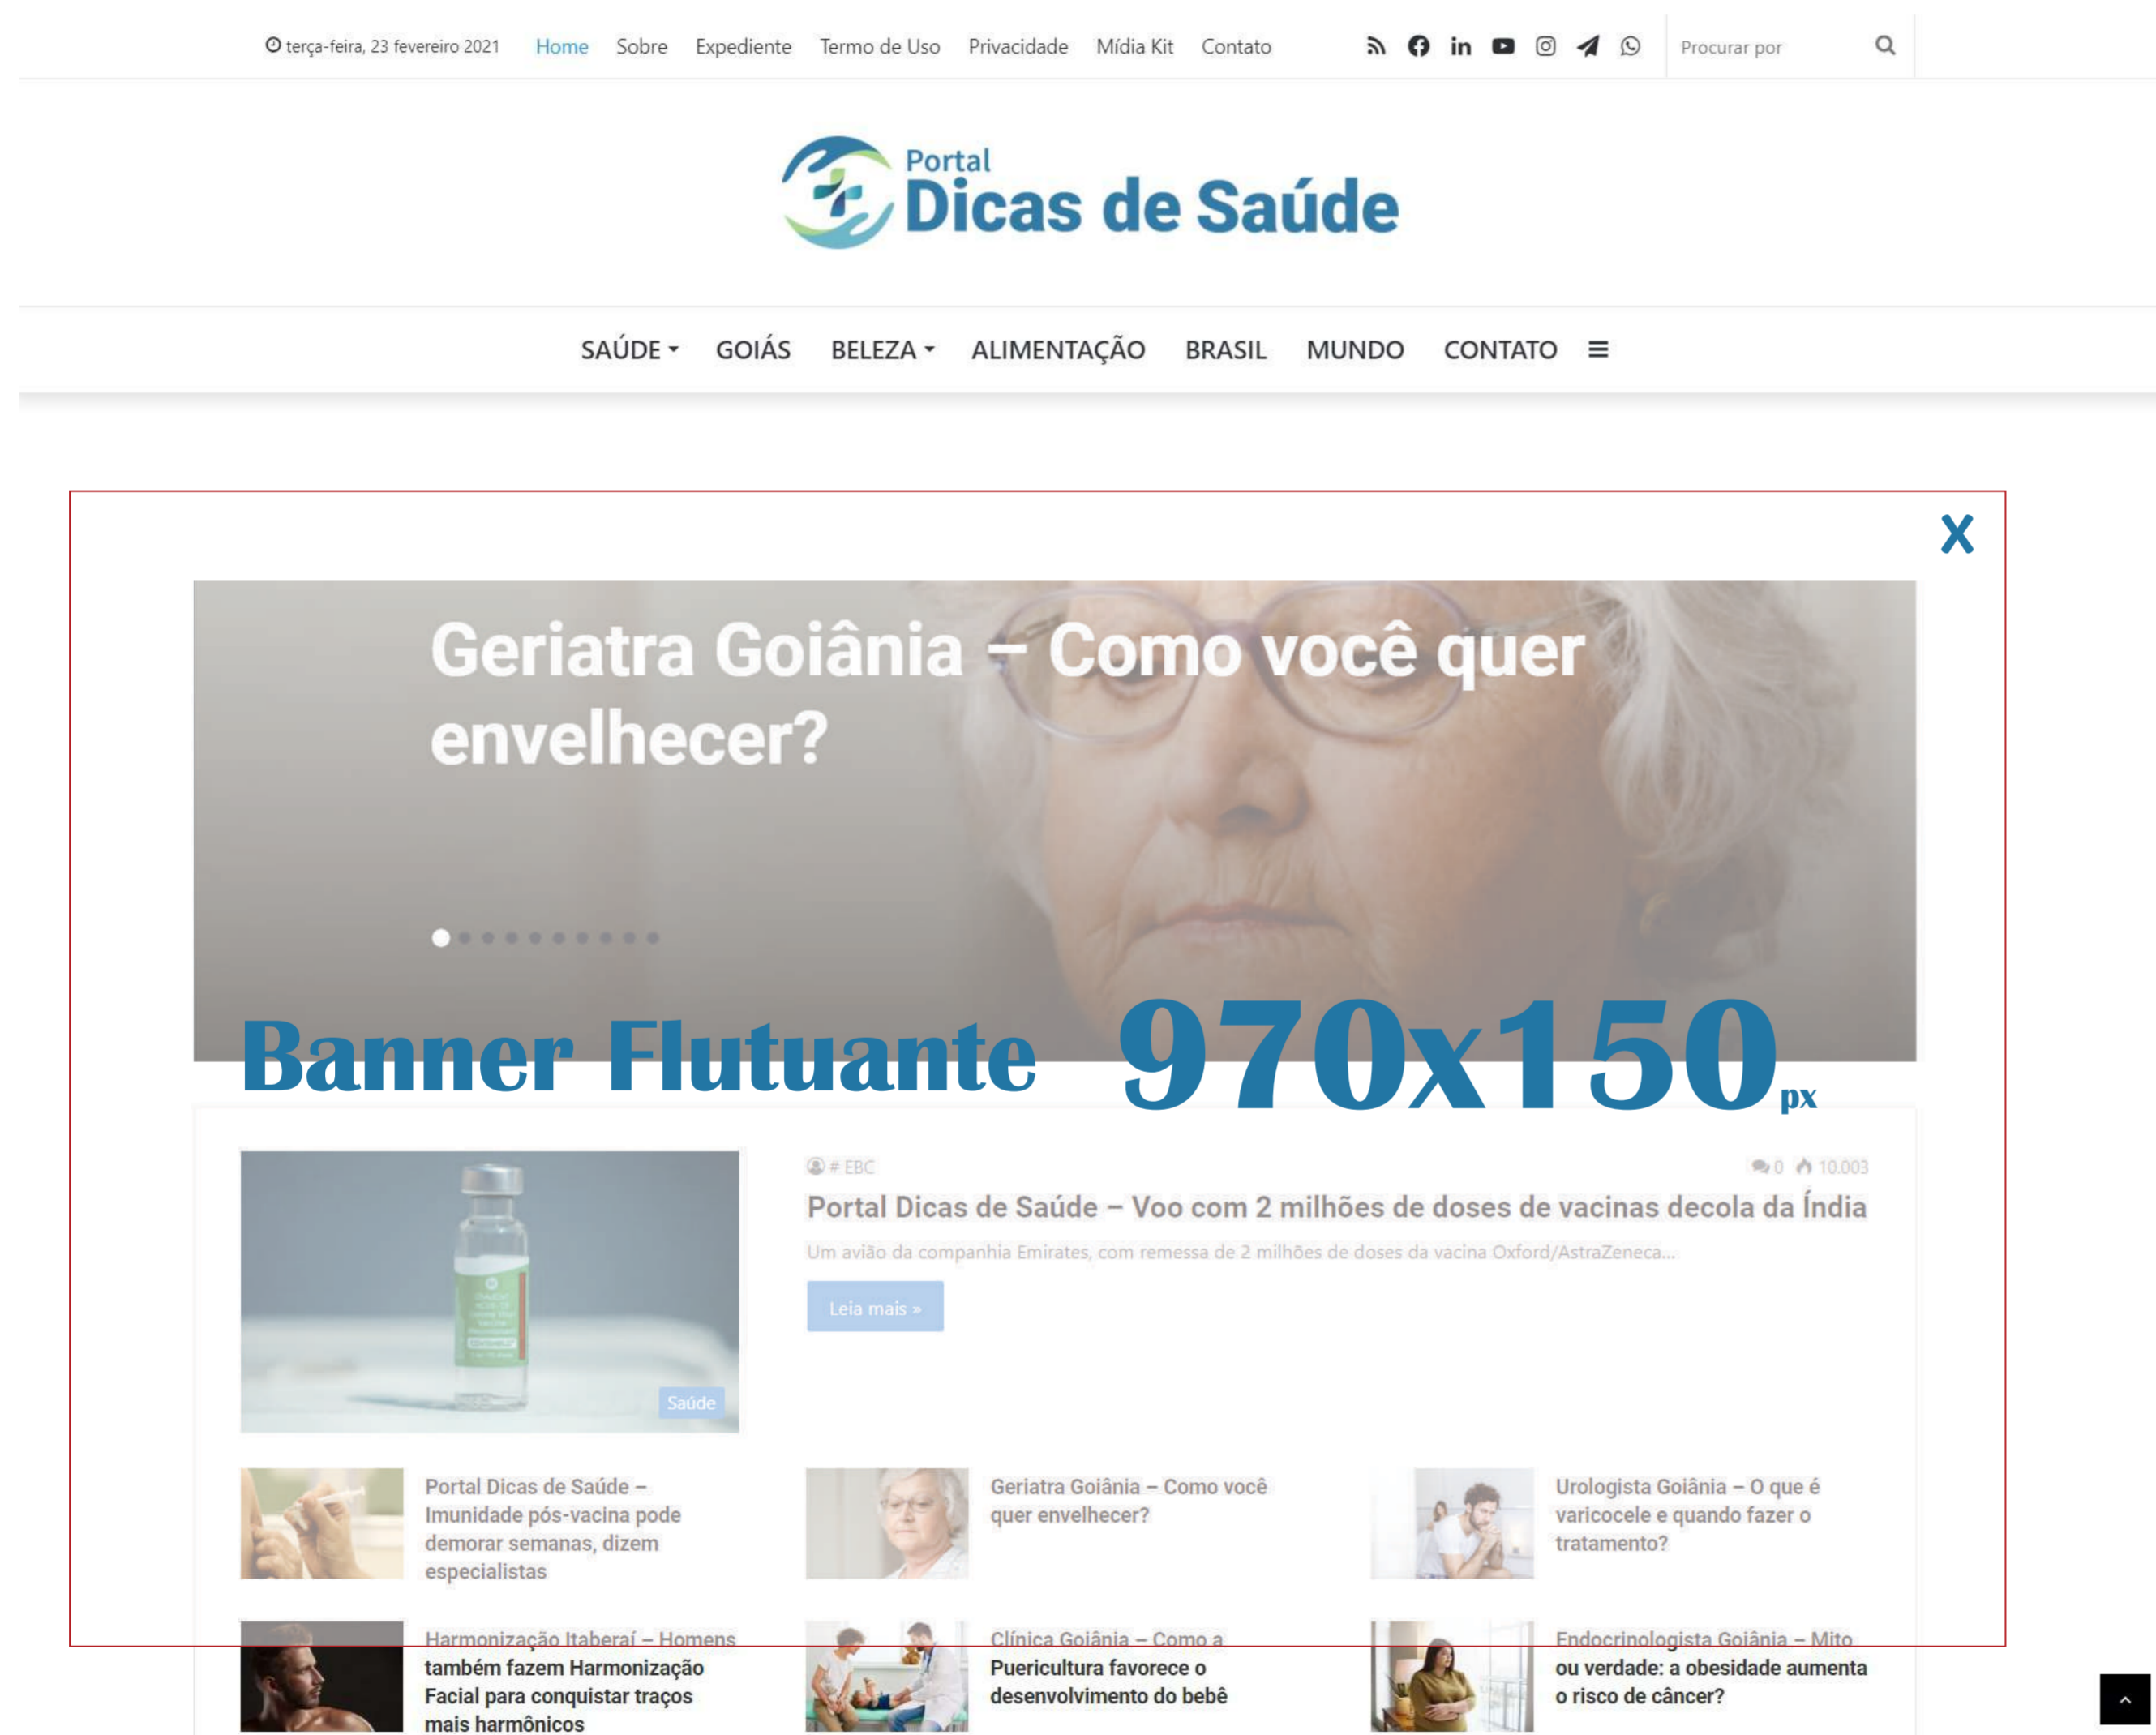 terça-feira, 23 fevereiro 2021 Home Sobre Expediente Termo de Uso Privacidade Mídia Kit Contato Procurar por
Portal
Dicas de Saúde
SAÚDE GOIÁS BELEZA ALIMENTAÇÃO BRASIL MUNDO CONTATO
X
Geriatra Goiânia – Como você quer
envelhecer?
Banner Flutuante 970x150px
# EBC 0 10.003
Portal Dicas de Saúde – Voo com 2 milhões de doses de vacinas decola da Índia
Um avião da companhia Emirates, com remessa de 2 milhões de doses da vacina Oxford/AstraZeneca...
Leia mais »
Saúde
Portal Dicas de Saúde –
Imunidade pós-vacina pode
demorar semanas, dizem
especialistas
Geriatra Goiânia – Como você
quer envelhecer?
Urologista Goiânia – O que é
varicocele e quando fazer o
tratamento?
Harmonização Itaberaí – Homens
também fazem Harmonização
Facial para conquistar traços
mais harmônicos
Clínica Goiânia – Como a
Puericultura favorece o
desenvolvimento do bebê
Endocrinologista Goiânia – Mito
ou verdade: a obesidade aumenta
o risco de câncer?